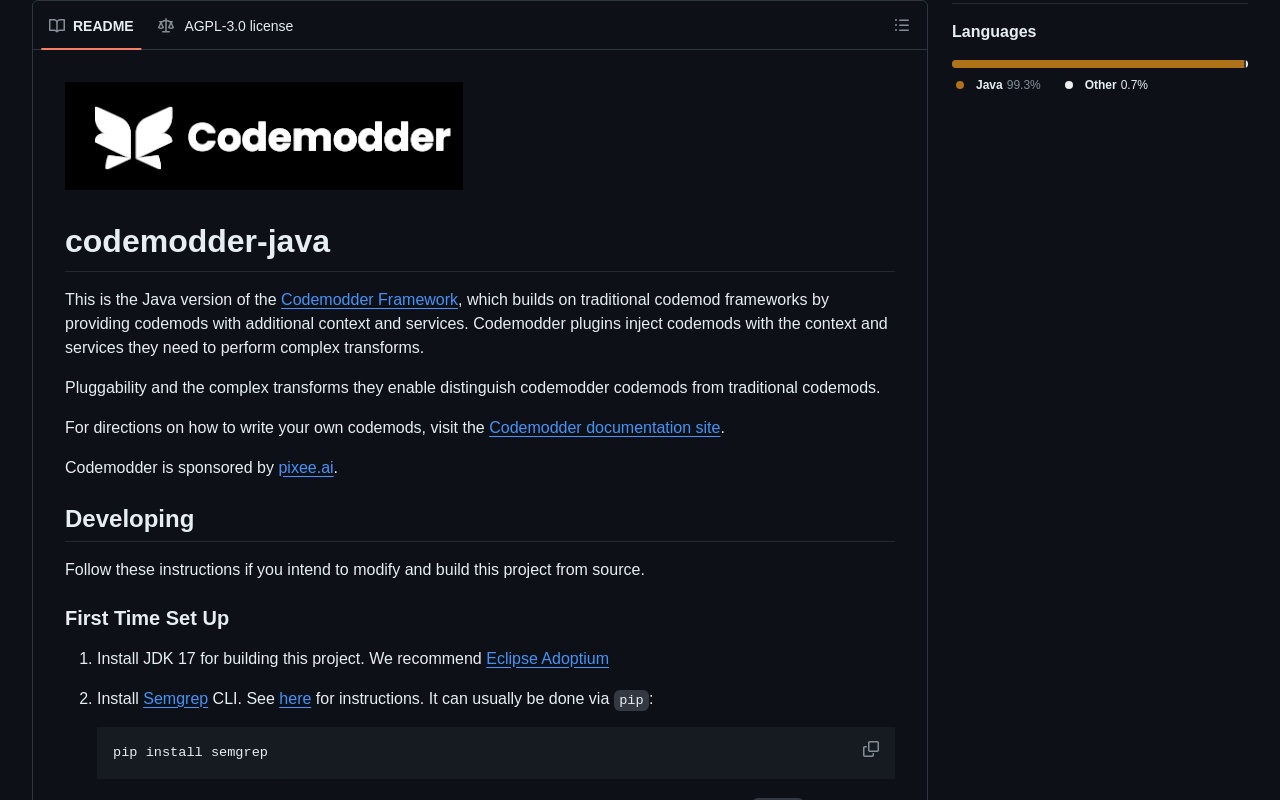 README
AGPL-3.0 license
Languages
Java 99.3%
Other 0.7%
Codemodder
codemodder-java
This is the Java version of the Codemodder Framework, which builds on traditional codemod frameworks by
providing codemods with additional context and services. Codemodder plugins inject codemods with the context and
services they need to perform complex transforms.
Pluggability and the complex transforms they enable distinguish codemodder codemods from traditional codemods.
For directions on how to write your own codemods, visit the Codemodder documentation site.
Codemodder is sponsored by pixee.ai.
Developing
Follow these instructions if you intend to modify and build this project from source.
First Time Set Up
1. Install JDK 17 for building this project. We recommend Eclipse Adoptium
2. Install Semgrep CLI. See here for instructions. It can usually be done via pip:
pip install semgrep